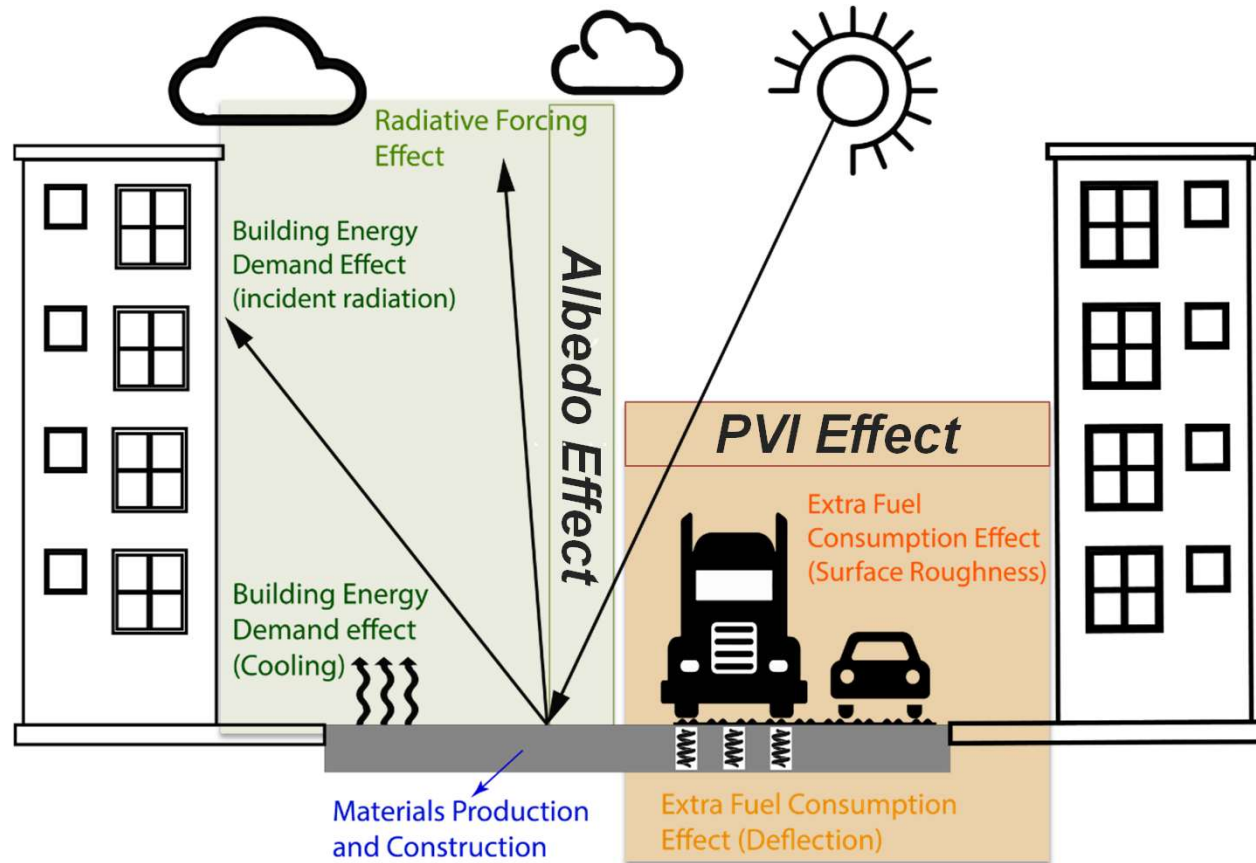 Radiative Forcing
Effect
Building Energy
Demand Effect
(incident radiation)
Albedo Effect
PVI Effect
Extra Fuel
Consumption Effect
(Surface Roughness)
Building Energy
Demand effect
(Cooling)
Materials Production
and Construction
Extra Fuel Consumption
Effect (Deflection)